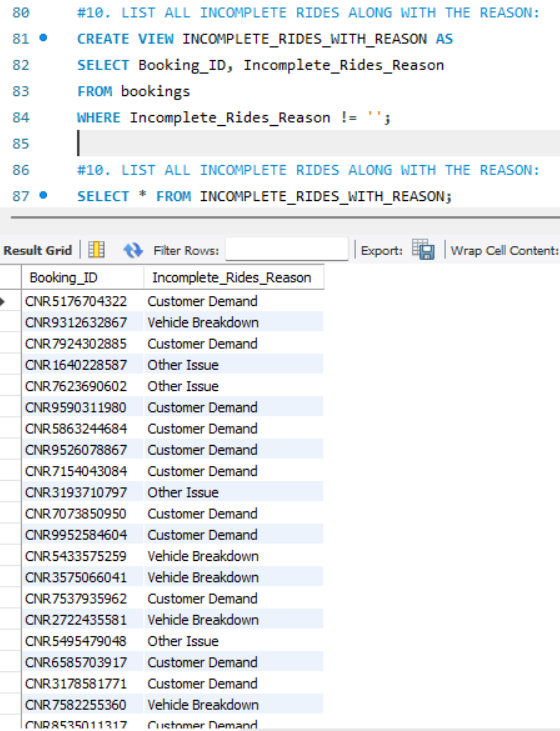 80 #10. LIST ALL INCOMPLETE RIDES ALONG WITH THE REASON:
81 CREATE VIEW INCOMPLETE_RIDES_WITH_REASON AS
82 SELECT Booking_ID, Incomplete_Rides_Reason
83 FROM bookings
84 WHERE Incomplete_Rides_Reason != '';
85
86 #10. LIST ALL INCOMPLETE RIDES ALONG WITH THE REASON:
87 SELECT * FROM INCOMPLETE_RIDES_WITH_REASON;
Result Grid Filter Rows: Export: Wrap Cell Content:
Booking_ID Incomplete_Rides_Reason
CNR5176704322 Customer Demand
CNR9312632867 Vehicle Breakdown
CNR7924302885 Customer Demand
CNR1640228587 Other Issue
CNR7623690602 Other Issue
CNR9590311980 Customer Demand
CNR5863244684 Customer Demand
CNR9526078867 Customer Demand
CNR7154043084 Customer Demand
CNR3193710797 Other Issue
CNR7073850950 Customer Demand
CNR9952584604 Customer Demand
CNR5433575259 Vehicle Breakdown
CNR3575066041 Vehicle Breakdown
CNR7537935962 Customer Demand
CNR2722435581 Vehicle Breakdown
CNR5495479048 Other Issue
CNR6585703917 Customer Demand
CNR3178581771 Customer Demand
CNR7582255360 Vehicle Breakdown
CNR8535011317 Customer Demand